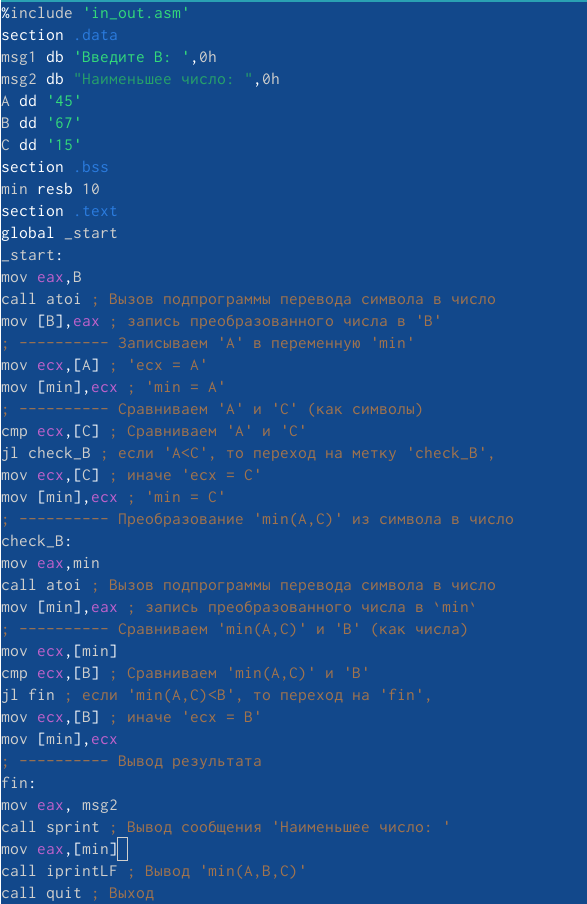 %include 'in_out.asm'
section .data
msg1 db 'Введите B: ',0h
msg2 db "Наименьшее число: ",0h
A dd '45'
B dd '67'
C dd '15'
section .bss
min resb 10
section .text
global _start
_start:
mov eax,B
call atoi ; Вызов подпрограммы перевода символа в число
mov [B],eax ; запись преобразованного числа в 'B'
; ---------- Записываем 'A' в переменную 'min'
mov ecx,[A] ; 'ecx = A'
mov [min],ecx ; 'min = A'
; ---------- Сравниваем 'A' и 'С' (как символы)
cmp ecx,[C] ; Сравниваем 'A' и 'С'
jl check_B ; если 'A<C', то переход на метку 'check_B',
mov ecx,[C] ; иначе 'ecx = C'
mov [min],ecx ; 'min = C'
; ---------- Преобразование 'min(A,C)' из символа в число
check_B:
mov eax,min
call atoi ; Вызов подпрограммы перевода символа в число
mov [min],eax ; запись преобразованного числа в `min`
; ---------- Сравниваем 'min(A,C)' и 'B' (как числа)
mov ecx,[min]
cmp ecx,[B] ; Сравниваем 'min(A,C)' и 'B'
jl fin ; если 'min(A,C)<B', то переход на 'fin',
mov ecx,[B] ; иначе 'ecx = B'
mov [min],ecx
; ---------- Вывод результата
fin:
mov eax, msg2
call sprint ; Вывод сообщения 'Наименьшее число: '
mov eax,[min]
call iprintLF ; Вывод 'min(A,B,C)'
call quit ; Выход